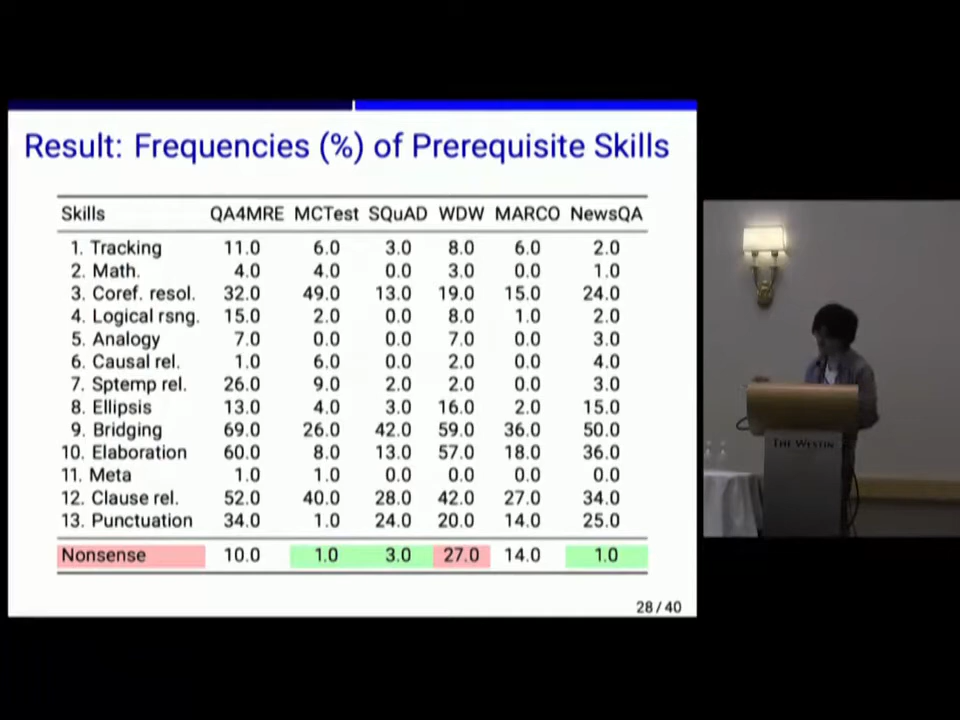 Result: Frequencies (%) of Prerequisite Skills
Skills QA4MRE MCTest SQuAD WDW MARCO NewsQA
1. Tracking 11.0 6.0 3.0 8.0 6.0 2.0
2. Math. 4.0 4.0 0.0 3.0 0.0 1.0
3. Coref. resol. 32.0 49.0 13.0 19.0 15.0 24.0
4. Logical rsng. 15.0 2.0 0.0 8.0 1.0 2.0
5. Analogy 7.0 0.0 0.0 7.0 0.0 3.0
6. Causal rel. 1.0 6.0 0.0 2.0 0.0 4.0
7. Sptemp rel. 26.0 9.0 2.0 2.0 0.0 3.0
8. Ellipsis 13.0 4.0 3.0 16.0 2.0 15.0
9. Bridging 69.0 26.0 42.0 59.0 36.0 50.0
10. Elaboration 60.0 8.0 13.0 57.0 18.0 36.0
11. Meta 1.0 1.0 0.0 0.0 0.0 0.0
12. Clause rel. 52.0 40.0 28.0 42.0 27.0 34.0
13. Punctuation 34.0 1.0 24.0 20.0 14.0 25.0
Nonsense 10.0 1.0 3.0 27.0 14.0 1.0
28 / 40
THE WESTIN